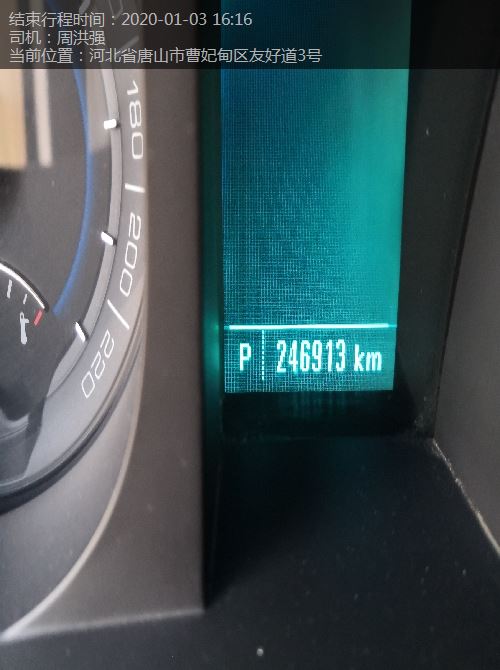 结束行程时间：2020-01-03 16:16
司机：周洪强
当前位置：河北省唐山市曹妃甸区友好道3号
180
200
220
P 246913 km